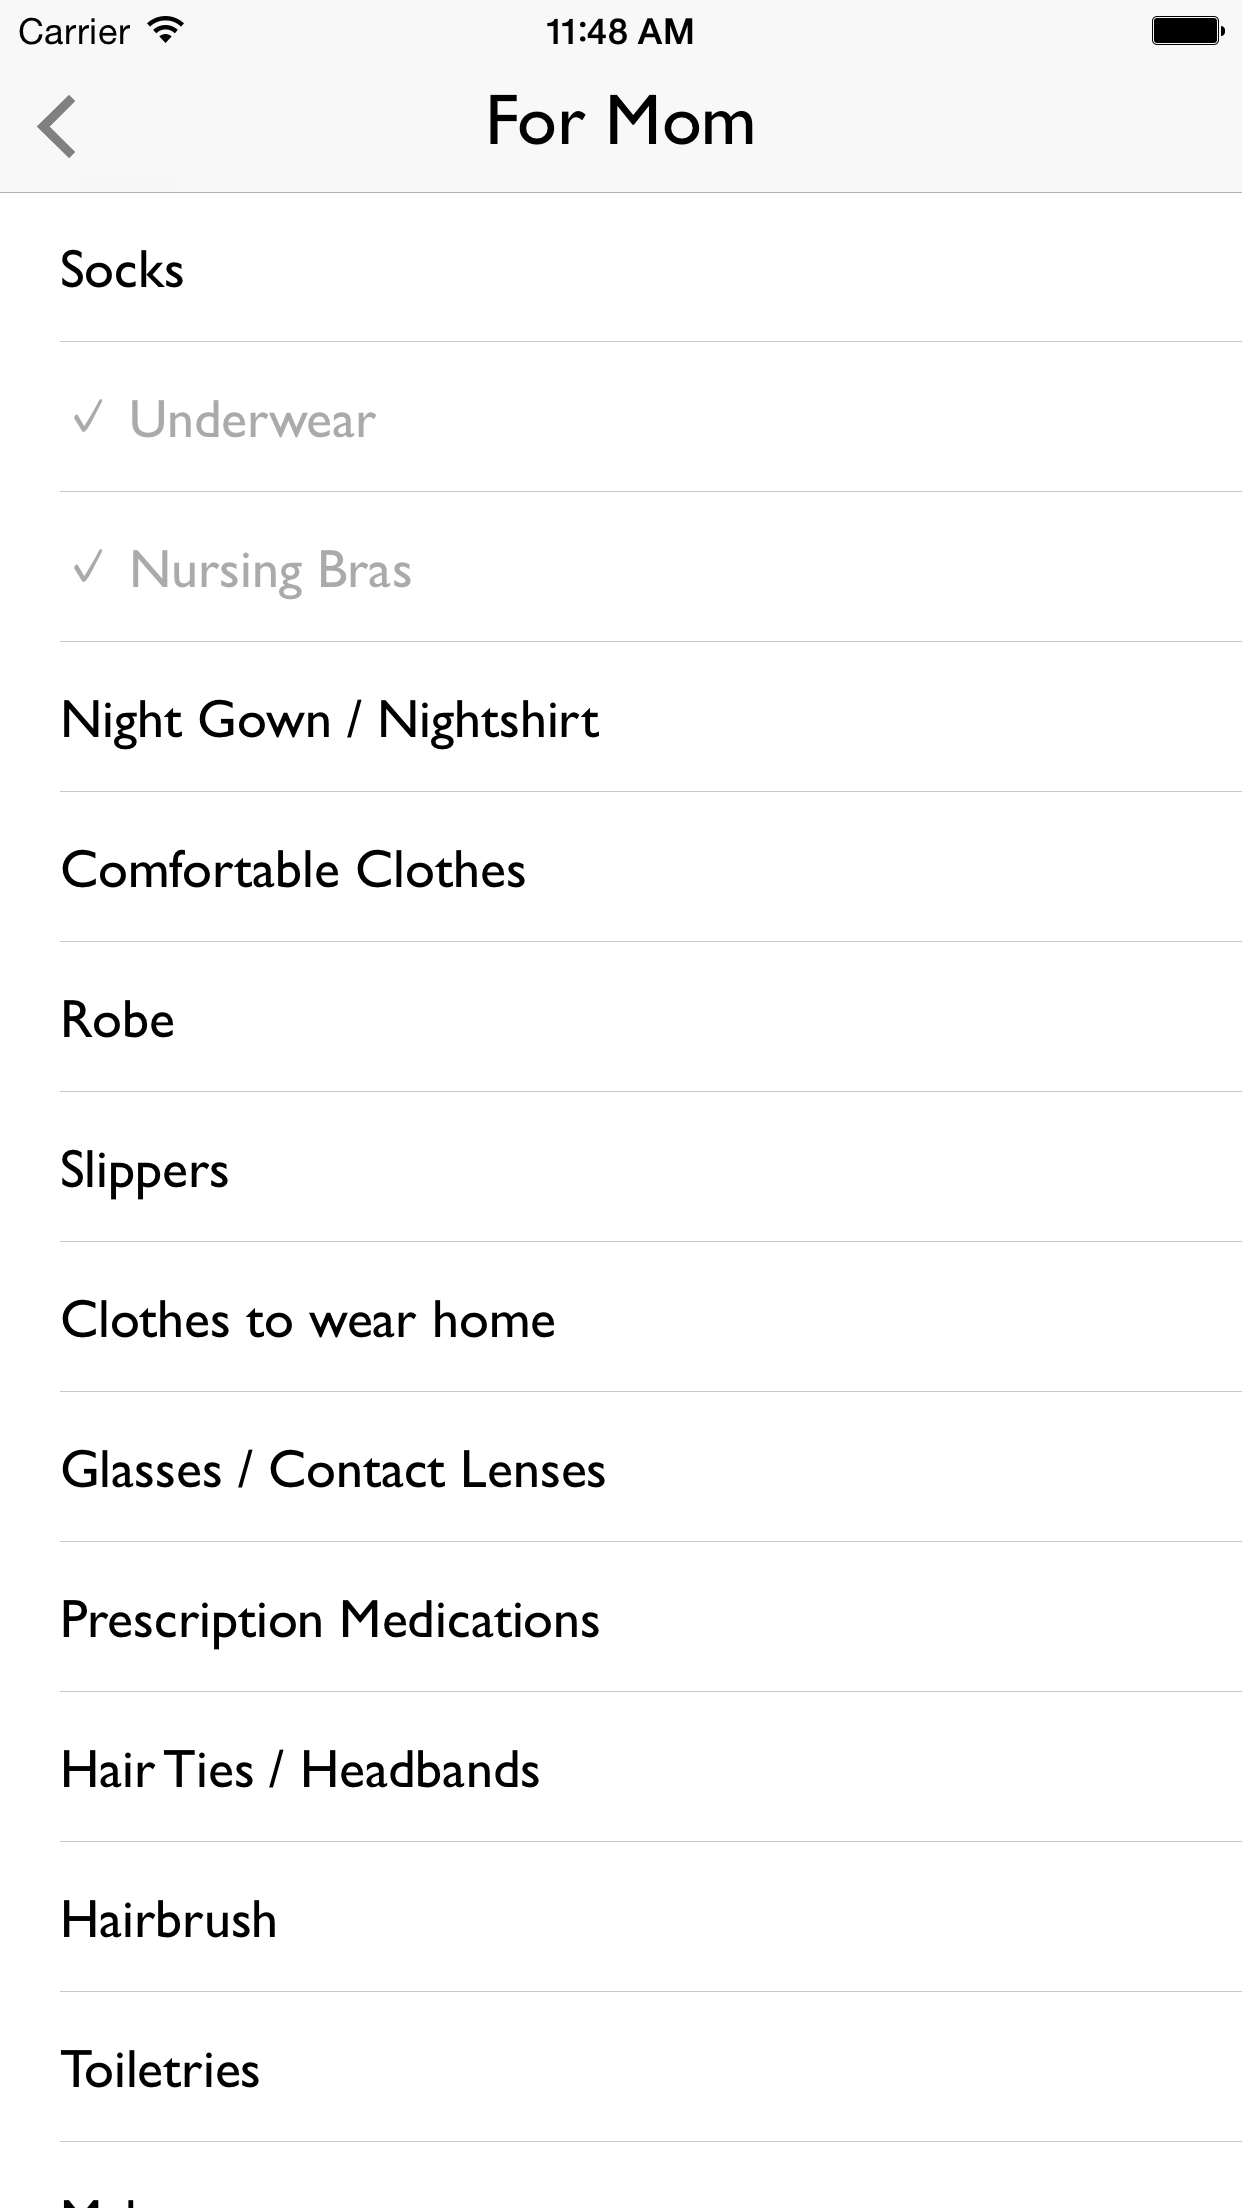 Carrier 11:48 AM
For Mom
Socks
✓ Underwear
✓ Nursing Bras
Night Gown / Nightshirt
Comfortable Clothes
Robe
Slippers
Clothes to wear home
Glasses / Contact Lenses
Prescription Medications
Hair Ties / Headbands
Hairbrush
Toiletries